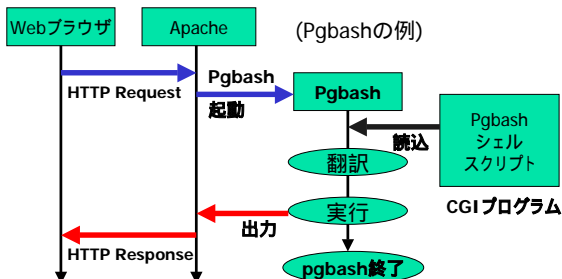 Webブラウザ
Apache
(Pgbashの例)
HTTP Request
Pgbash
起動
Pgbash
読込
Pgbash
シェル
スクリプト
CGIプログラム
翻訳
実行
出力
HTTP Response
pgbash終了